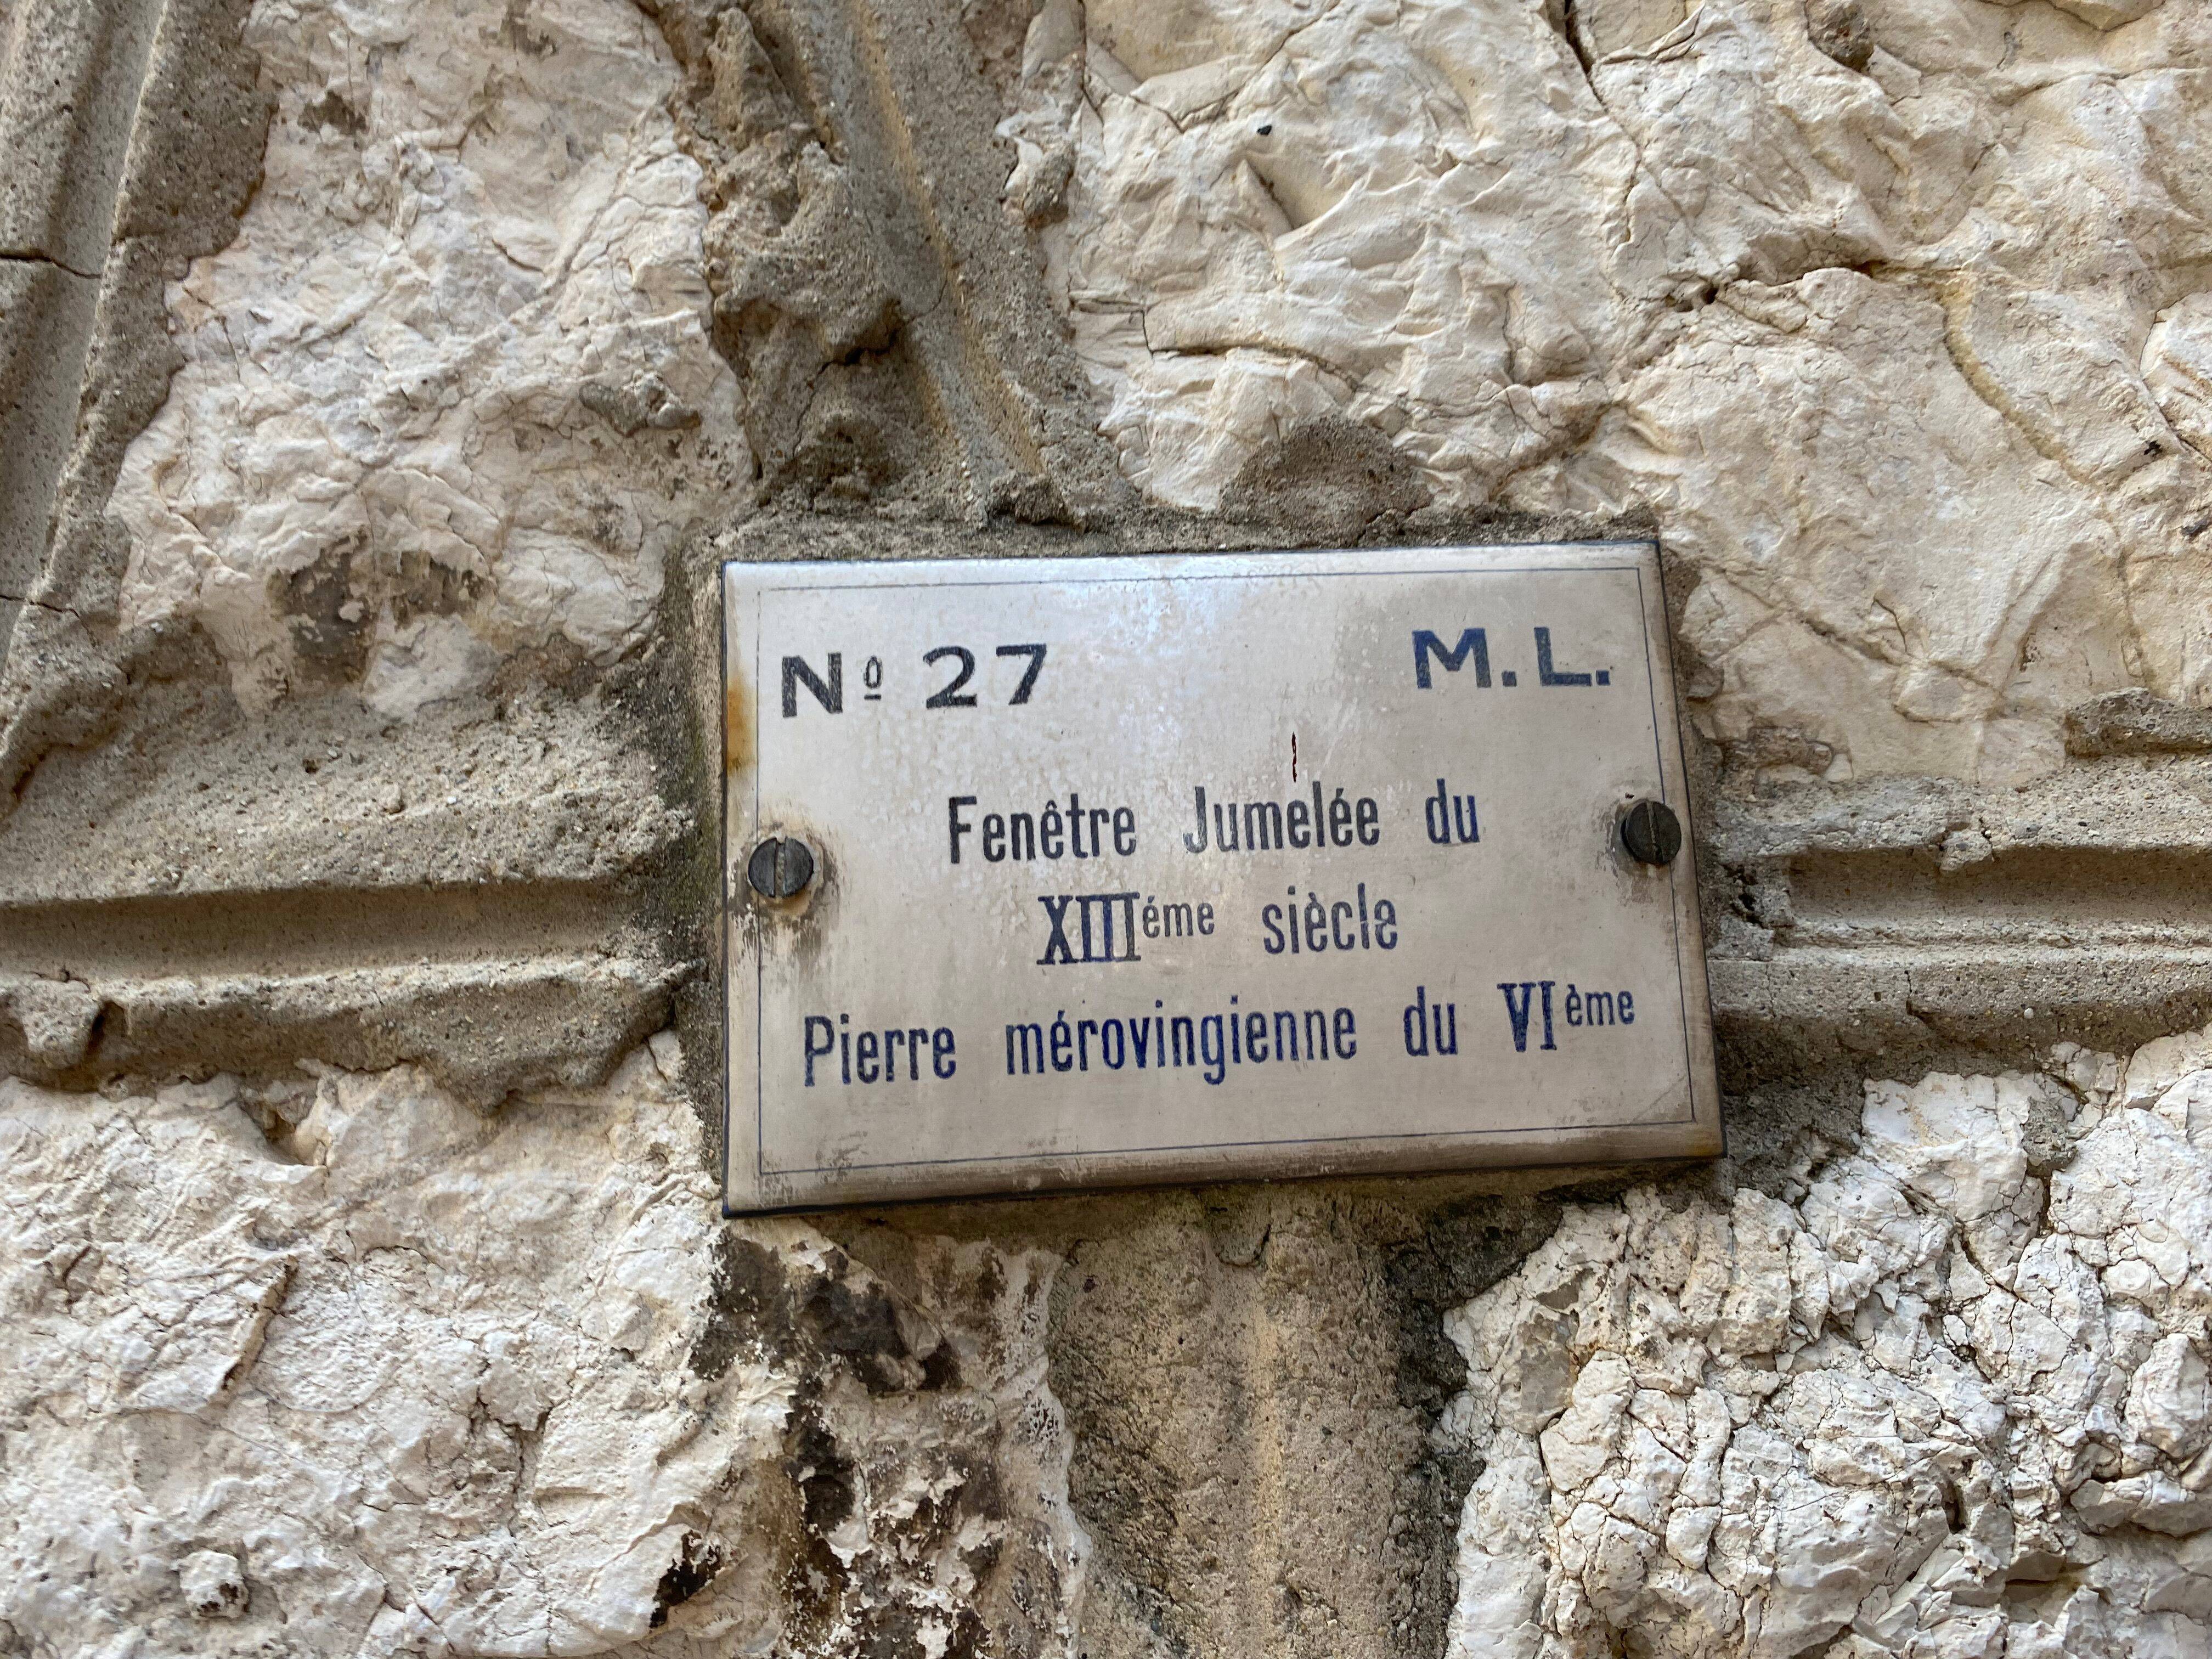 Nº 27 M.L.
Fenêtre Jumelée du
XIIIéme siècle
Pierre mérovingienne du VIème